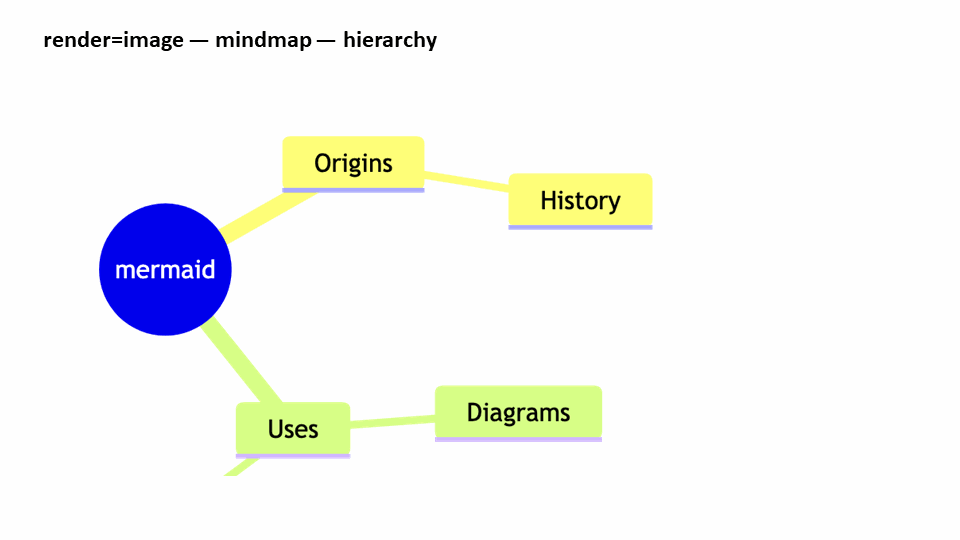 render=image — mindmap — hierarchy
Origins
History
mermaid
Diagrams
Uses